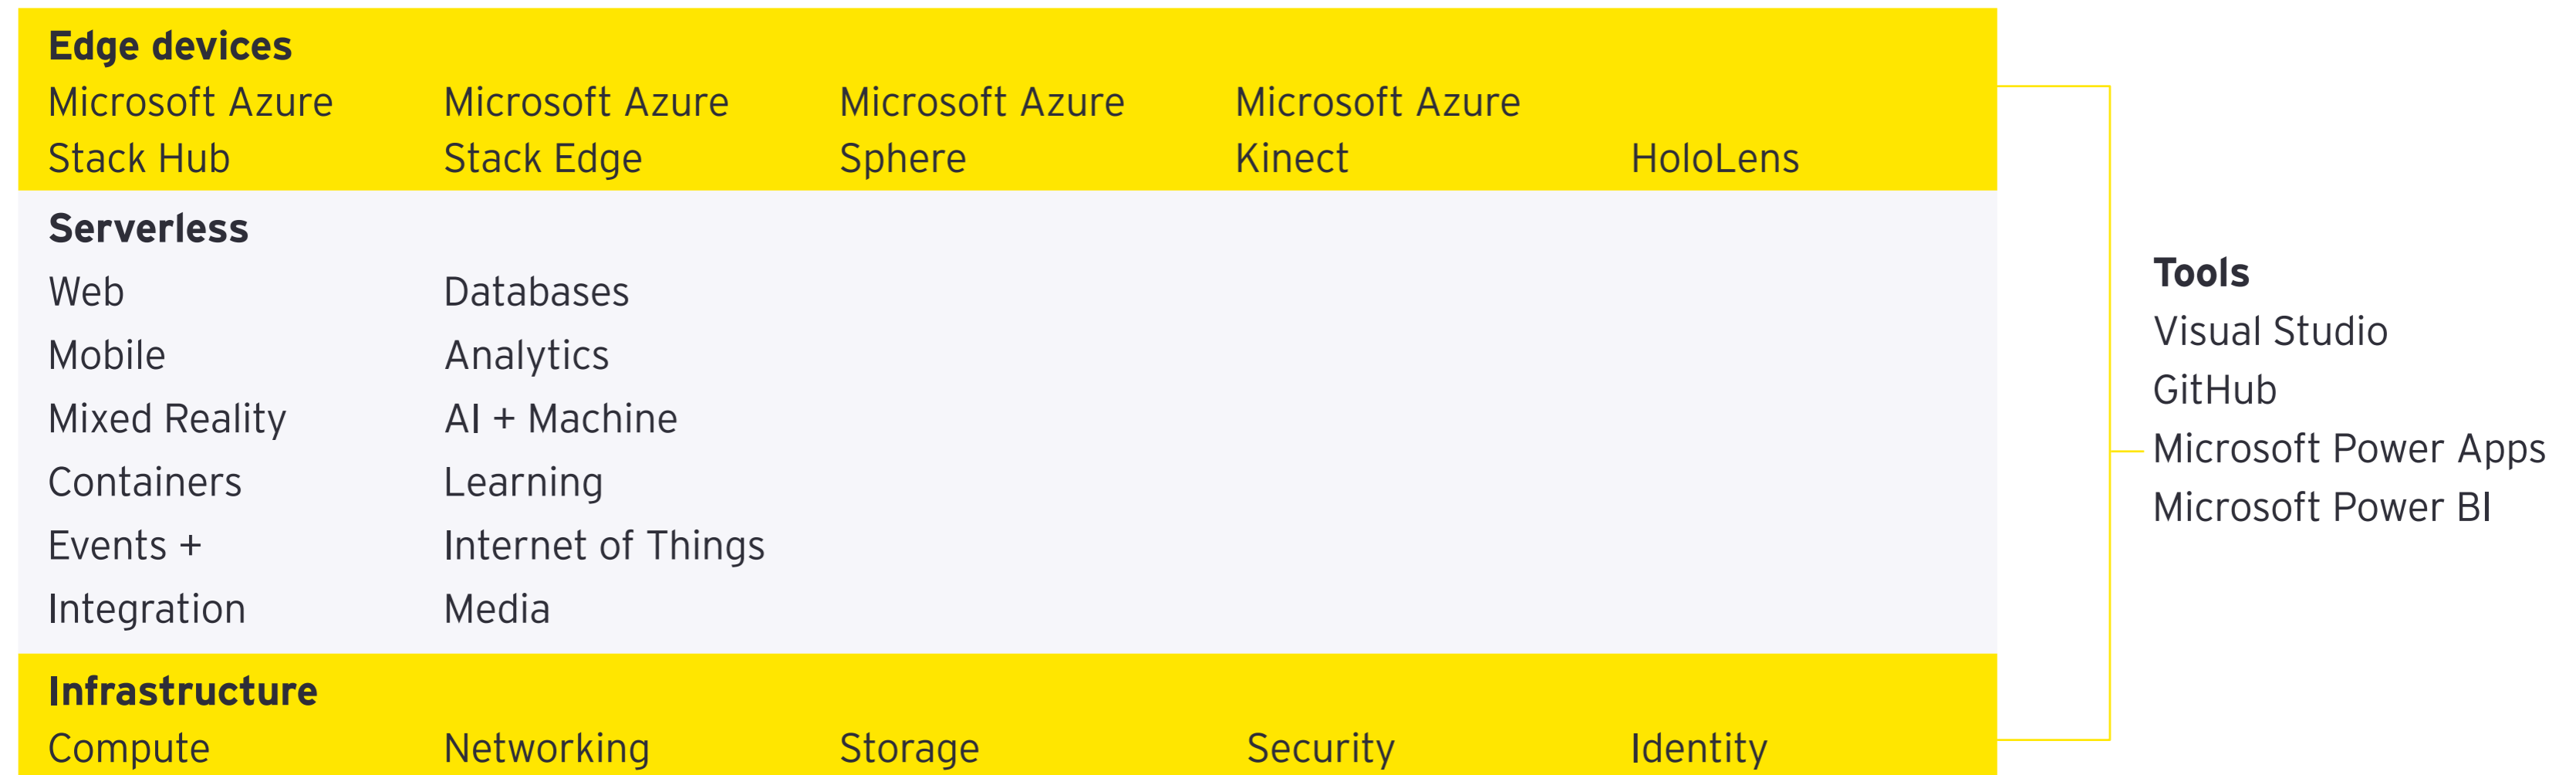 Edge devices
Microsoft Azure Microsoft Azure Microsoft Azure Microsoft Azure
Stack Hub Stack Edge Sphere Kinect HoloLens
Serverless
Web Databases
Mobile Analytics
Mixed Reality AI + Machine
Containers Learning
Events + Internet of Things
Integration Media
Infrastructure
Compute Networking Storage Security Identity
Tools
Visual Studio
GitHub
Microsoft Power Apps
Microsoft Power BI